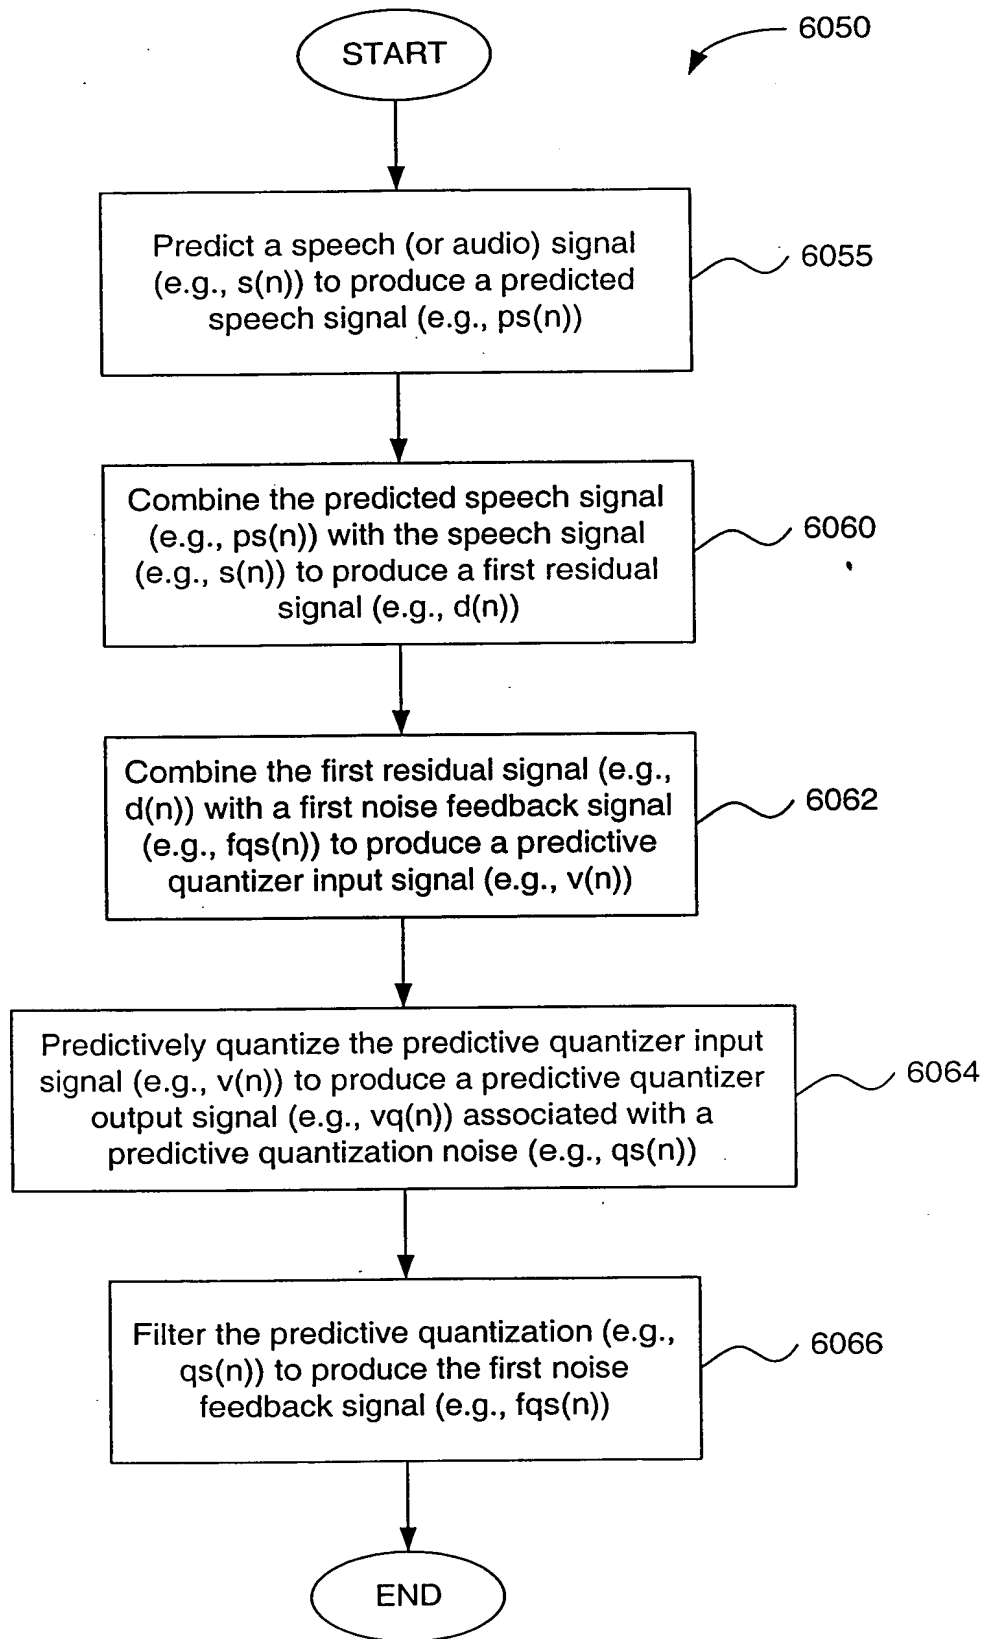 START
6050
Predict a speech (or audio) signal
(e.g., s(n)) to produce a predicted
speech signal (e.g., ps(n))
6055
Combine the predicted speech signal
(e.g., ps(n)) with the speech signal
(e.g., s(n)) to produce a first residual
signal (e.g., d(n))
6060
Combine the first residual signal (e.g.,
d(n)) with a first noise feedback signal
(e.g., fqs(n)) to produce a predictive
quantizer input signal (e.g., v(n))
6062
Predictively quantize the predictive quantizer input
signal (e.g., v(n)) to produce a predictive quantizer
output signal (e.g., vq(n)) associated with a
predictive quantization noise (e.g., qs(n))
6064
Filter the predictive quantization (e.g.,
qs(n)) to produce the first noise
feedback signal (e.g., fqs(n))
6066
END